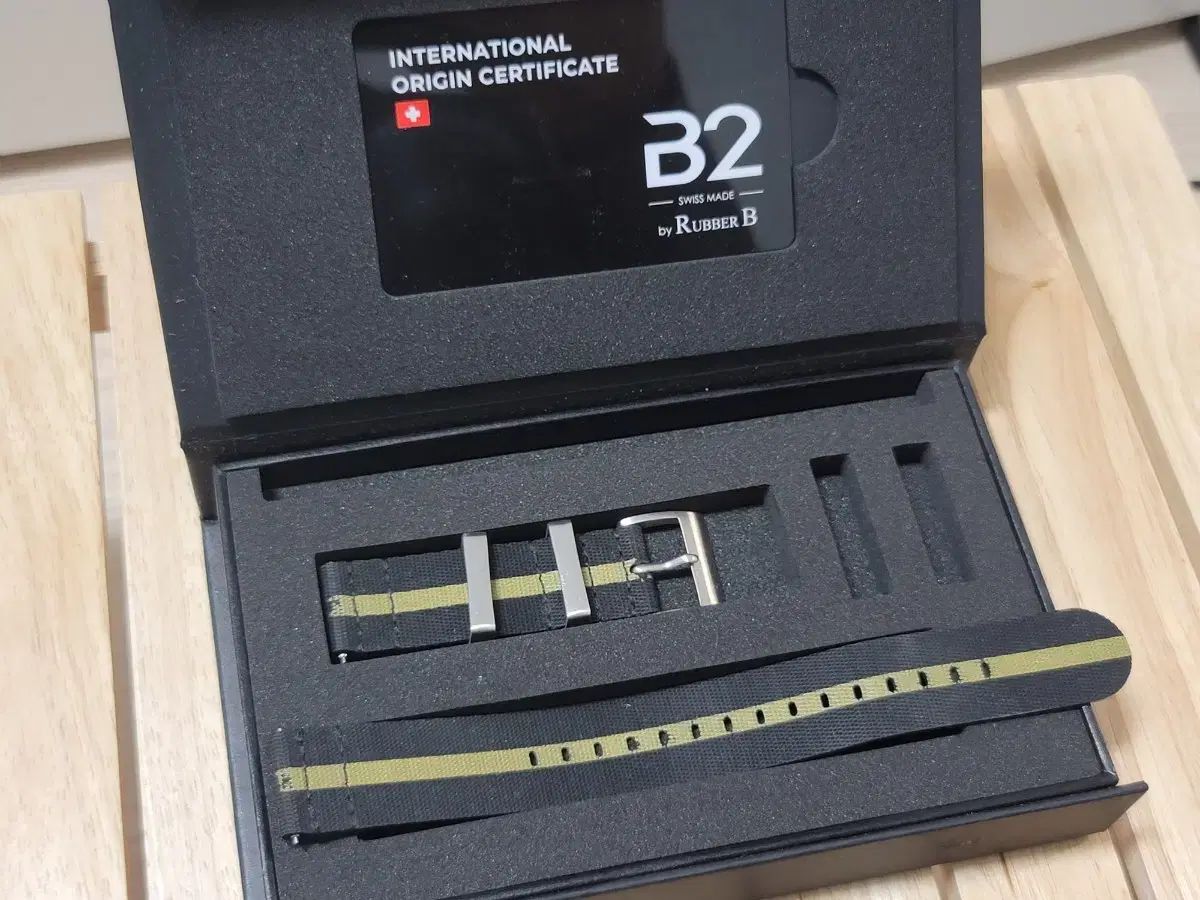 INTERNATIONAL
ORIGIN CERTIFICATE
B2
SWISS MADE
by RUBBER B